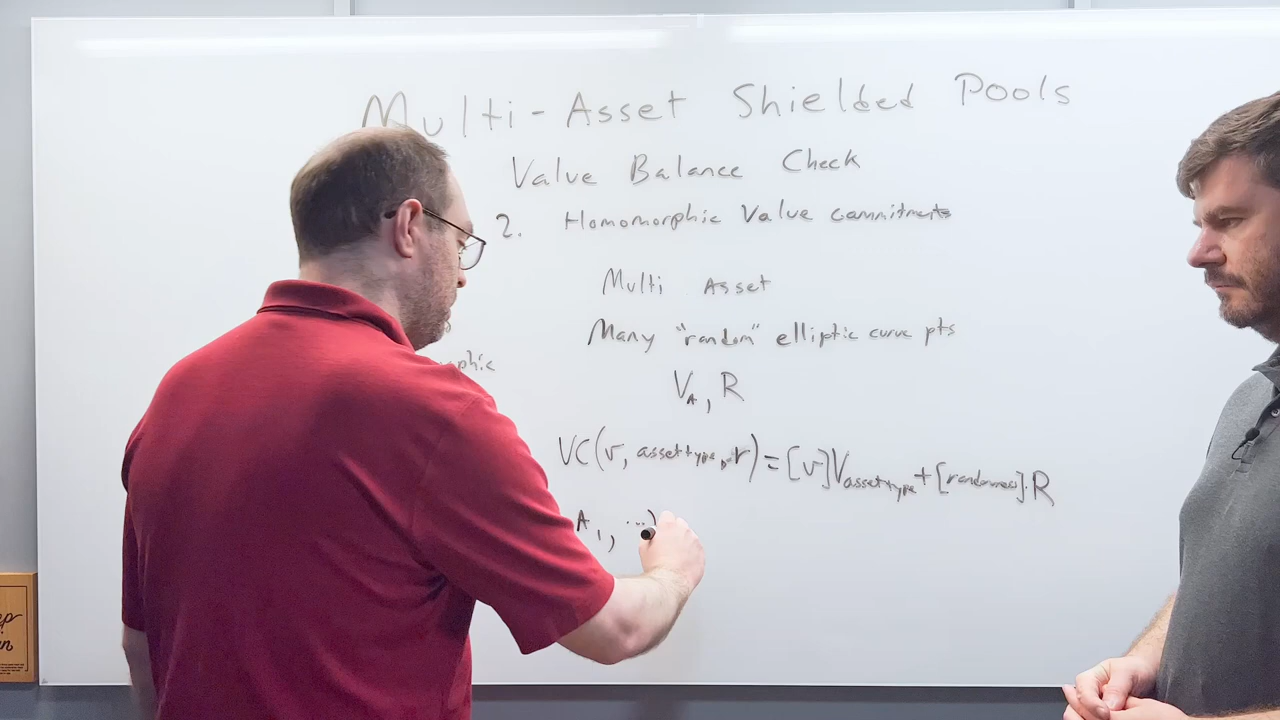 Multi-Asset Shielded Pools
Value Balance Check
2. Homomorphic Value commitments
Multi Asset
Many "random" elliptic curve pts
V_A, R
VC(v, assettype, r) = [v]V_assettype + [randomness]·R
A_1, ...)